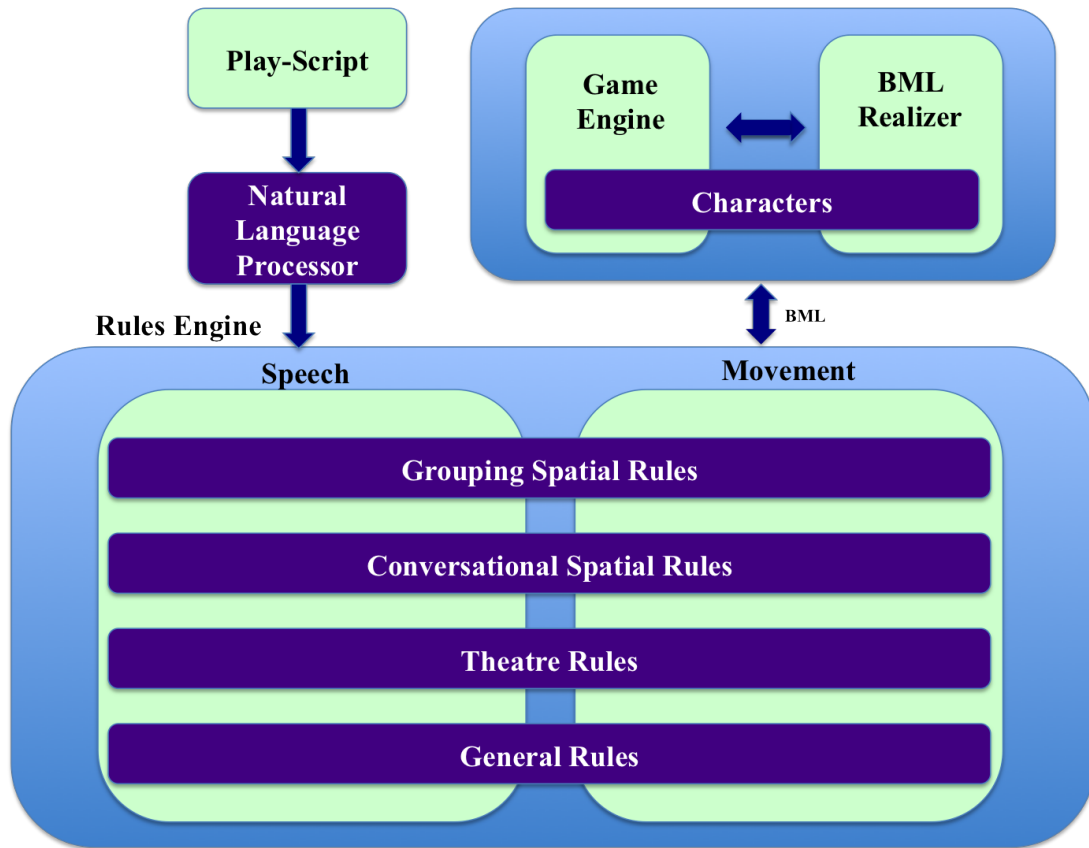 Play-Script
Natural
Language
Processor
Game
Engine
BML
Realizer
Characters
BML
Rules Engine
Speech
Movement
Grouping Spatial Rules
Conversational Spatial Rules
Theatre Rules
General Rules